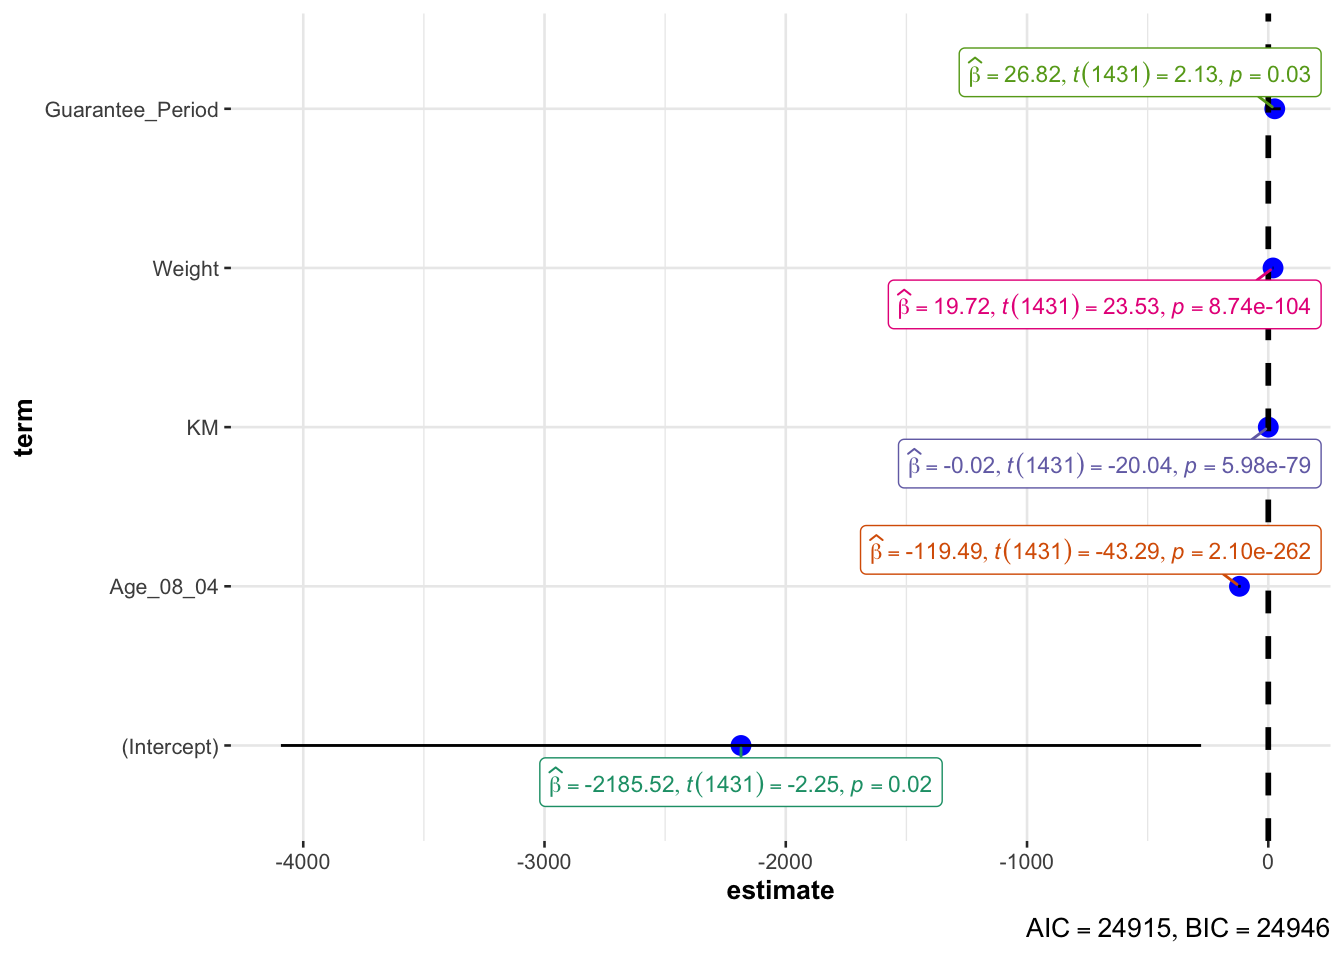 β̂ = 26.82, t(1431) = 2.13, p = 0.03
Guarantee_Period
Weight
β̂ = 19.72, t(1431) = 23.53, p = 8.74e-104
KM
β̂ = -0.02, t(1431) = -20.04, p = 5.98e-79
term
β̂ = -119.49, t(1431) = -43.29, p = 2.10e-262
Age_08_04
(Intercept)
β̂ = -2185.52, t(1431) = -2.25, p = 0.02
-4000 -3000 -2000 -1000 0
estimate
AIC = 24915, BIC = 24946